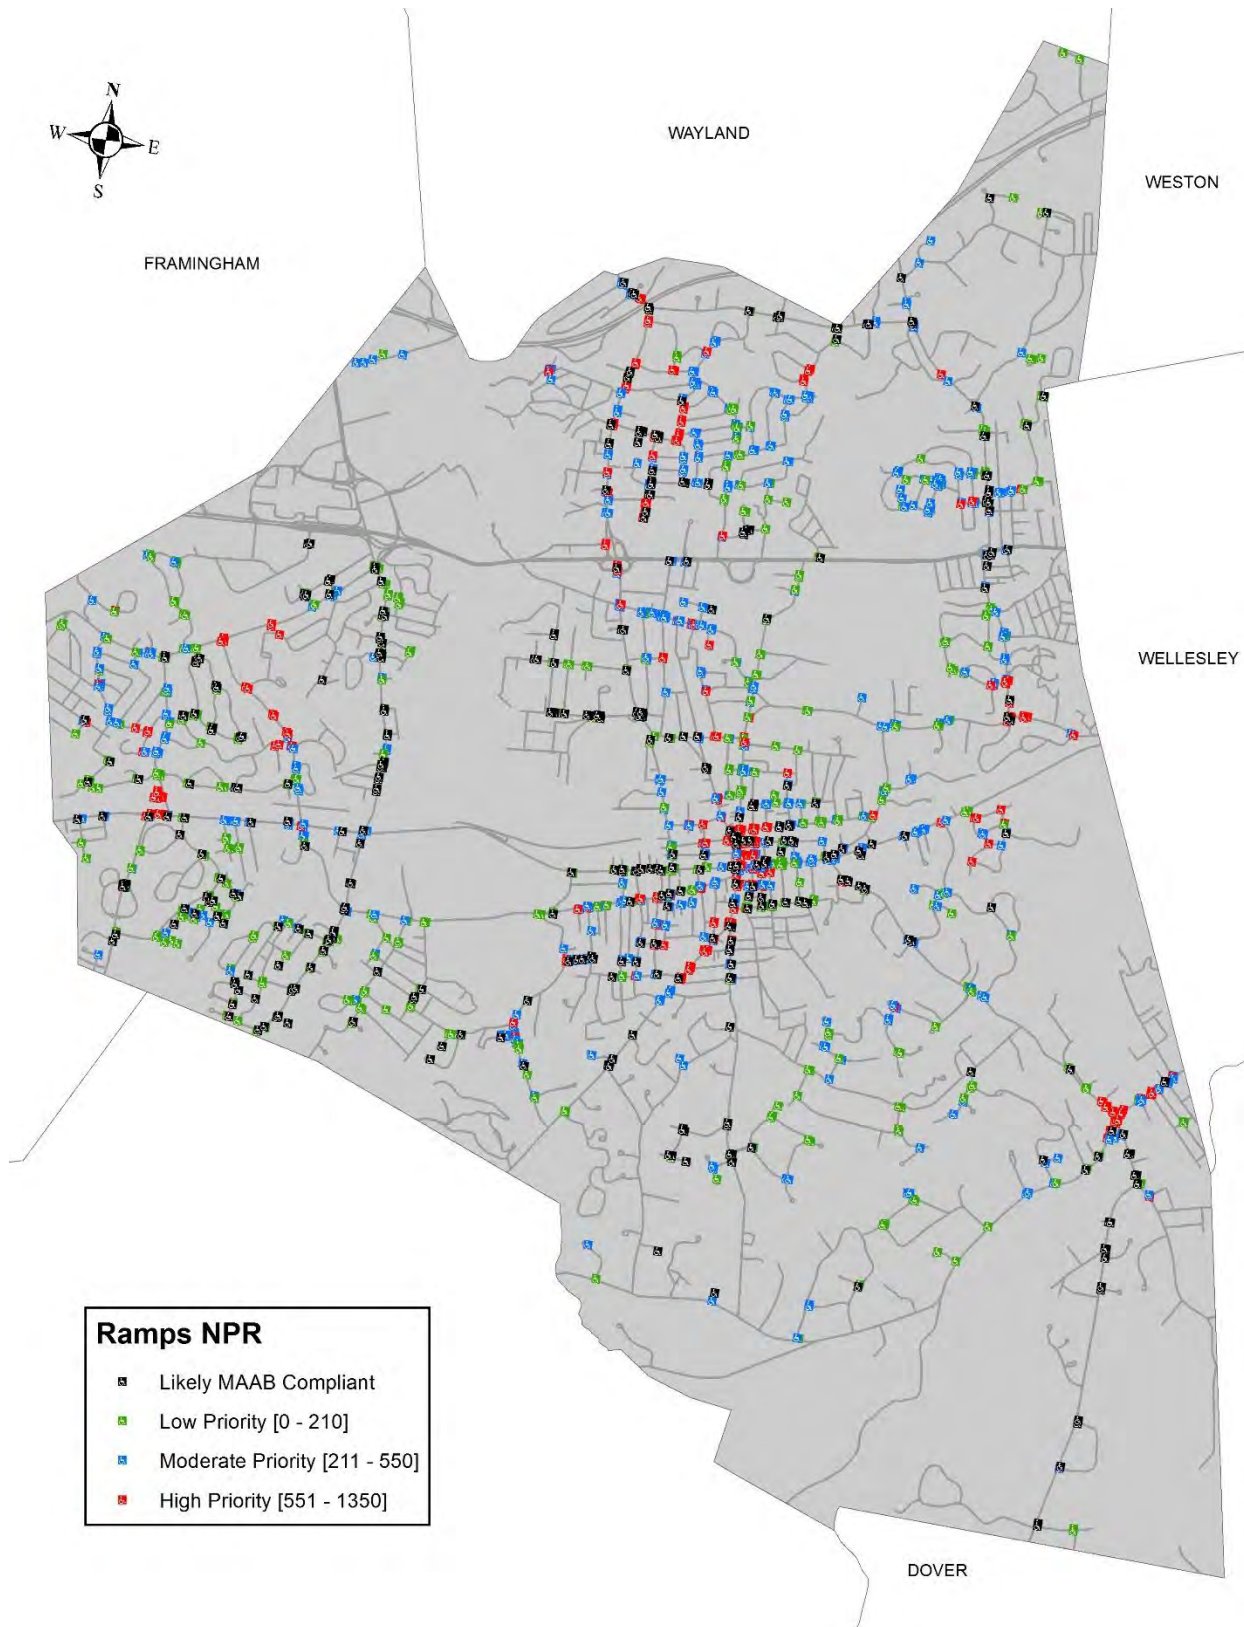 N
W
E
S
WAYLAND
WESTON
FRAMINGHAM
WELLESLEY
Ramps NPR
Likely MAAB Compliant
Low Priority [0 - 210]
Moderate Priority [211 - 550]
High Priority [551 - 1350]
DOVER